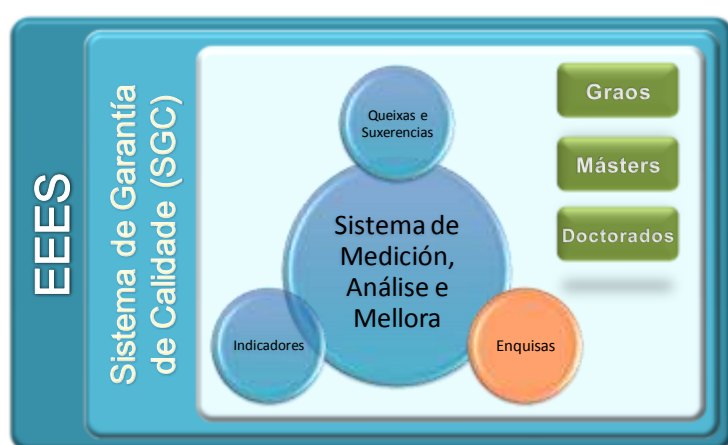 EEES
Sistema de Garantía
de Calidade (SGC)
Queixas e
Suxerencias
Sistema de
Medición,
Análise e
Mellora
Indicadores
Enquisas
Graos
Másters
Doctorados